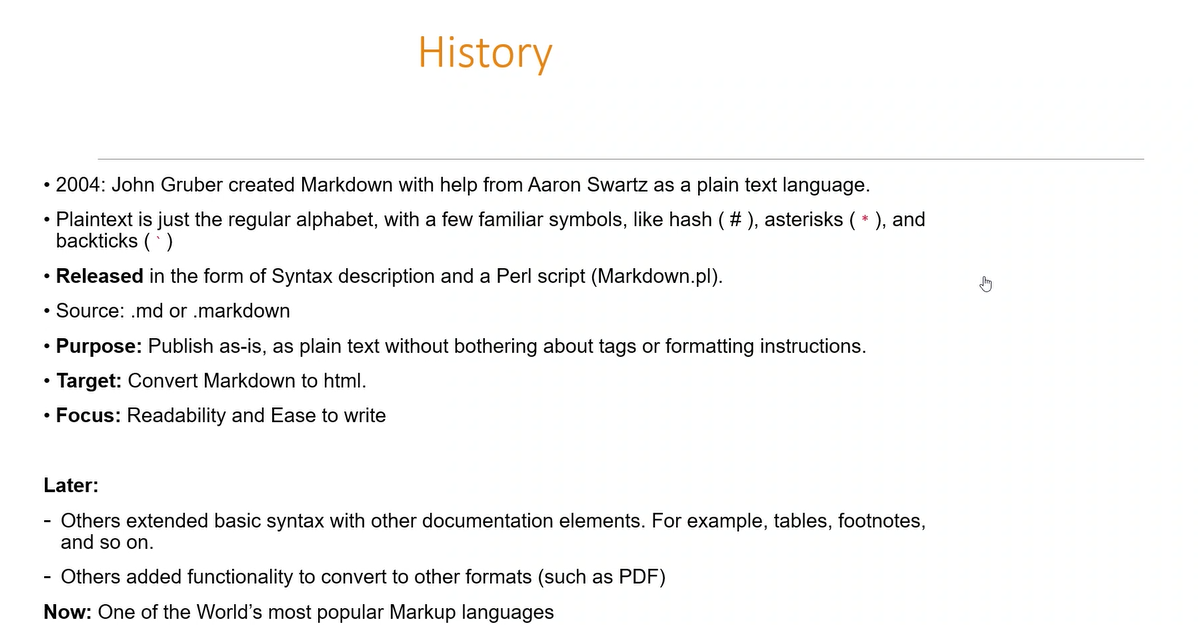 History
• 2004: John Gruber created Markdown with help from Aaron Swartz as a plain text language.
• Plaintext is just the regular alphabet, with a few familiar symbols, like hash ( # ), asterisks ( * ), and
backticks ( ` )
• Released in the form of Syntax description and a Perl script (Markdown.pl).
• Source: .md or .markdown
• Purpose: Publish as-is, as plain text without bothering about tags or formatting instructions.
• Target: Convert Markdown to html.
• Focus: Readability and Ease to write
Later:
- Others extended basic syntax with other documentation elements. For example, tables, footnotes,
and so on.
- Others added functionality to convert to other formats (such as PDF)
Now: One of the World’s most popular Markup languages